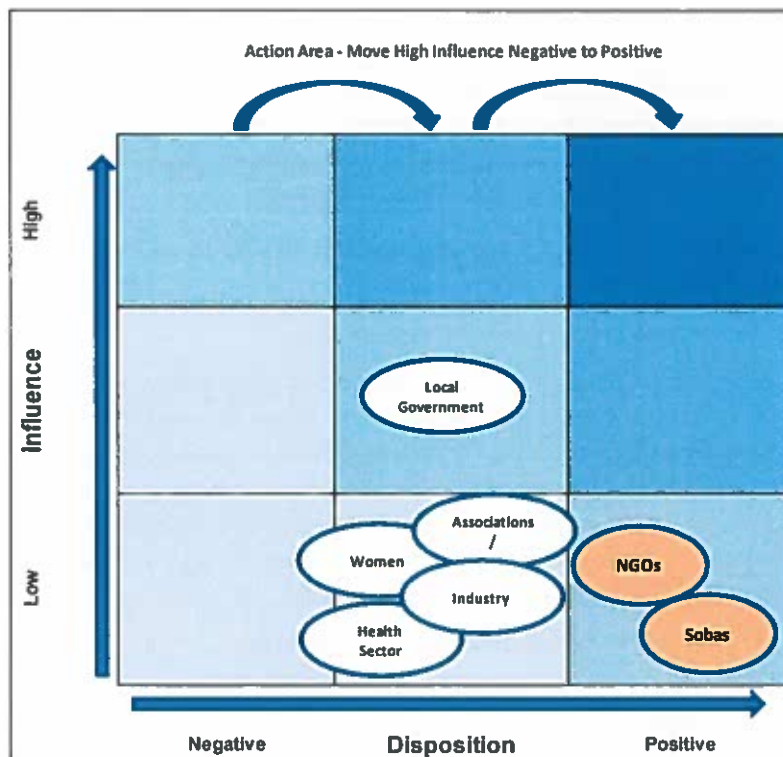 Action Area - Move High Influence Negative to Positive
High
Influence
Low
Local
Government
Associations
/
Women
NGOs
Industry
Health
Sector
Sobas
Negative
Disposition
Positive